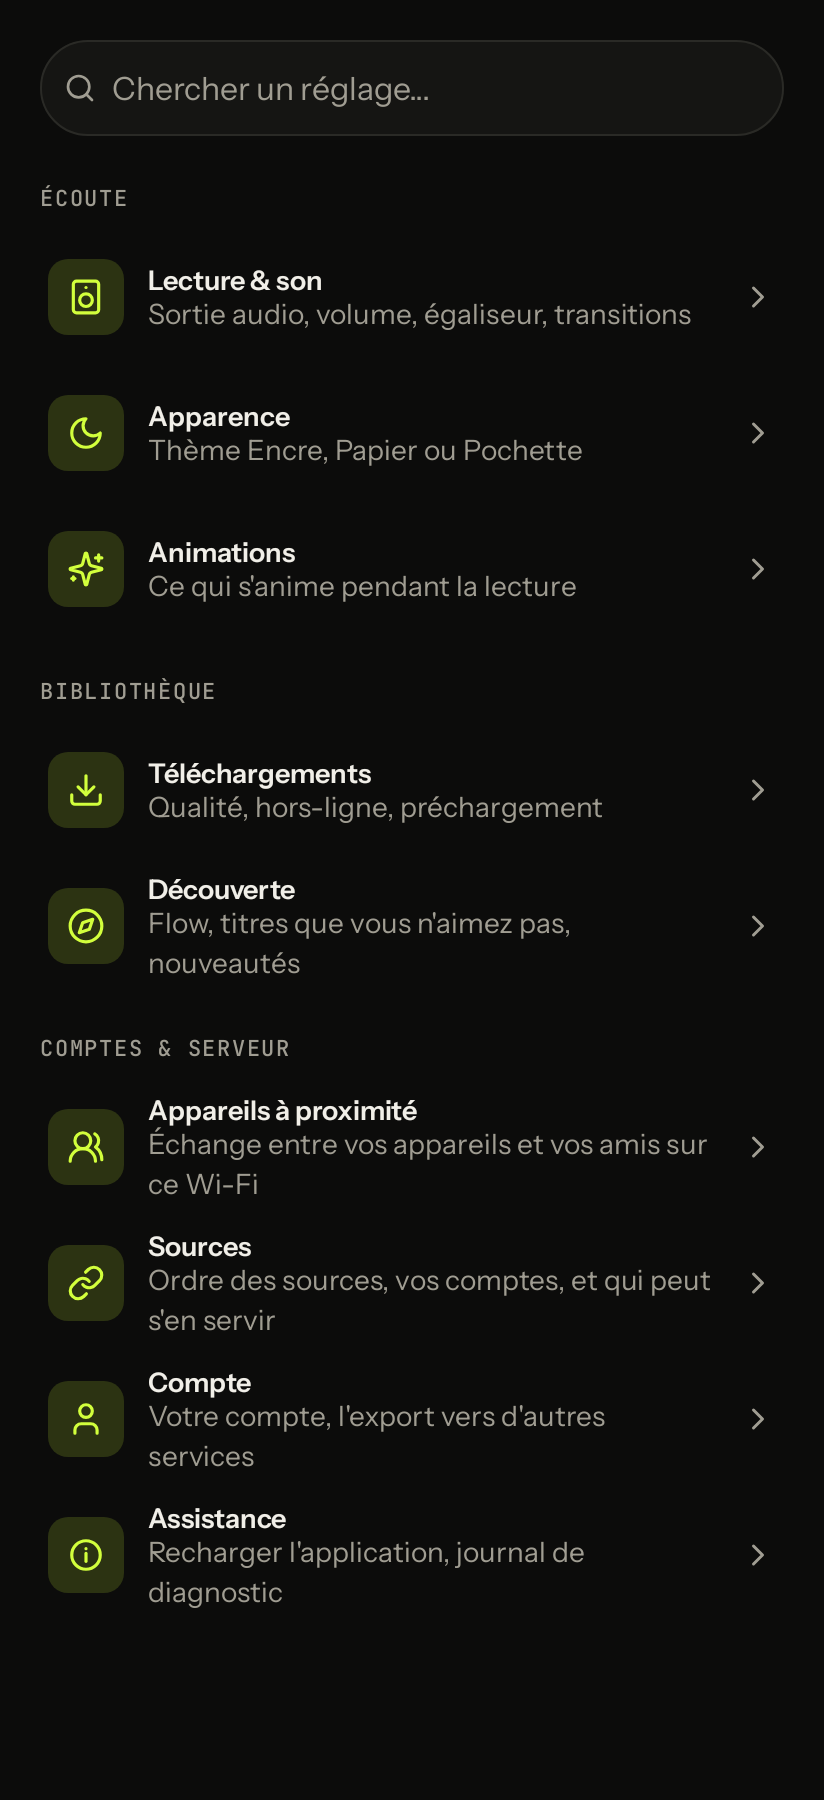 Chercher un réglage...
ÉCOUTE
Lecture & son
Sortie audio, volume, égaliseur, transitions
Apparence
Thème Encre, Papier ou Pochette
Animations
Ce qui s'anime pendant la lecture
BIBLIOTHÈQUE
Téléchargements
Qualité, hors-ligne, préchargement
Découverte
Flow, titres que vous n'aimez pas,
nouveautés
COMPTES & SERVEUR
Appareils à proximité
Échange entre vos appareils et vos amis sur
ce Wi-Fi
Sources
Ordre des sources, vos comptes, et qui peut
s'en servir
Compte
Votre compte, l'export vers d'autres
services
Assistance
Recharger l'application, journal de
diagnostic